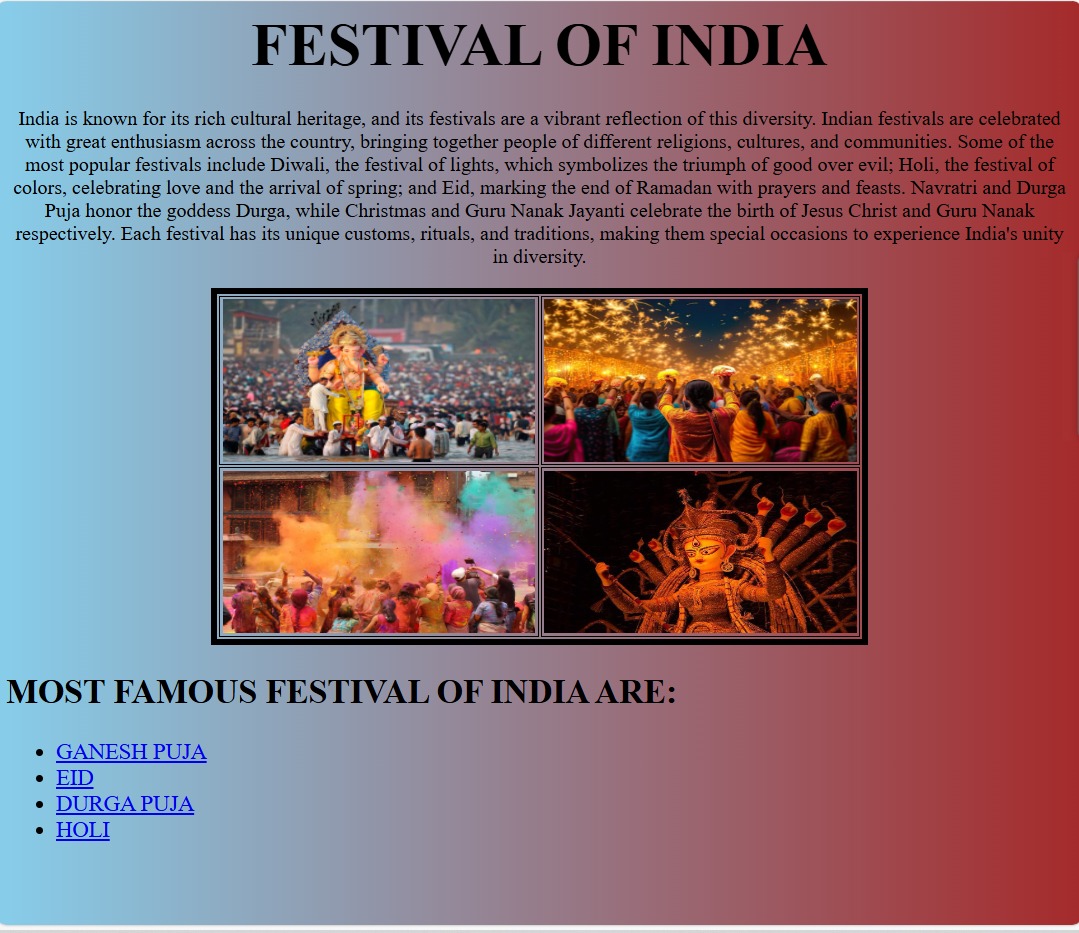 FESTIVAL OF INDIA
India is known for its rich cultural heritage, and its festivals are a vibrant reflection of this diversity. Indian festivals are celebrated
with great enthusiasm across the country, bringing together people of different religions, cultures, and communities. Some of the
most popular festivals include Diwali, the festival of lights, which symbolizes the triumph of good over evil; Holi, the festival of
colors, celebrating love and the arrival of spring; and Eid, marking the end of Ramadan with prayers and feasts. Navratri and Durga
Puja honor the goddess Durga, while Christmas and Guru Nanak Jayanti celebrate the birth of Jesus Christ and Guru Nanak
respectively. Each festival has its unique customs, rituals, and traditions, making them special occasions to experience India's unity
in diversity.
MOST FAMOUS FESTIVAL OF INDIA ARE:
GANESH PUJA
EID
DURGA PUJA
HOLI